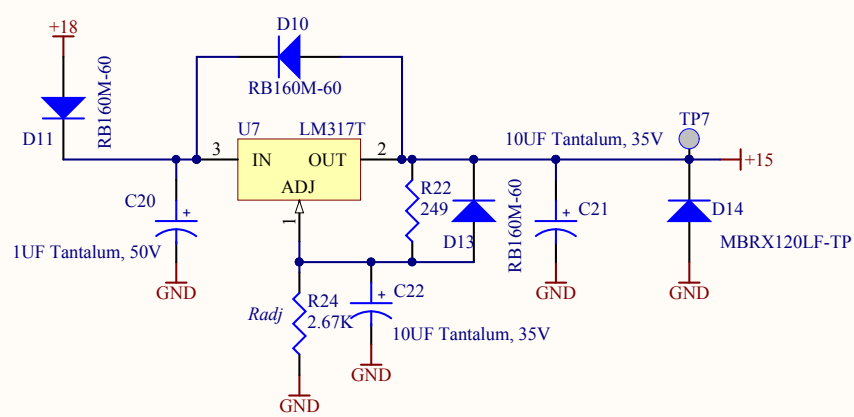 +18
D10
RB160M-60
RB160M-60
D11
U7
LM317T
3
IN
OUT
2
ADJ
1
10UF Tantalum, 35V
TP7
+15
C20
+
1UF Tantalum, 50V
GND
R22
249
D13
RB160M-60
+
C21
GND
D14
MBRX120LF-TP
GND
Radj
R24
2.67K
+
C22
10UF Tantalum, 35V
GND
GND